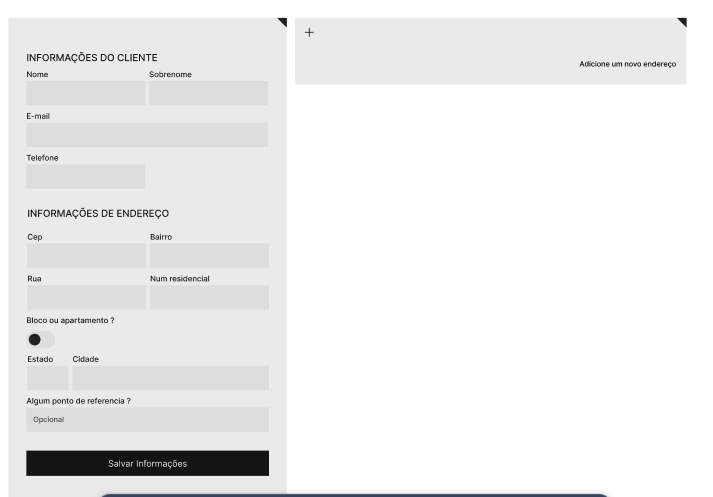 INFORMAÇÕES DO CLIENTE
Nome Sobrenome
E-mail
Telefone
INFORMAÇÕES DE ENDEREÇO
Cep Bairro
Rua Num residencial
Bloco ou apartamento ?
Estado Cidade
Algum ponto de referencia ?
Opcional
Salvar Informações
+
Adicione um novo endereço